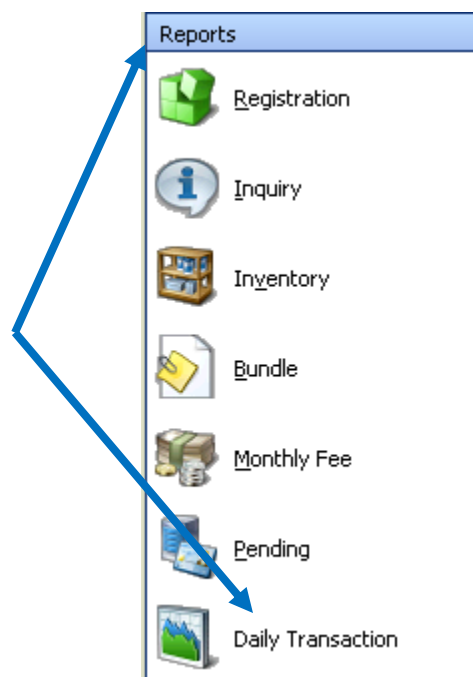 Reports
Registration
Inquiry
Inventory
Bundle
Monthly Fee
Pending
Daily Transaction